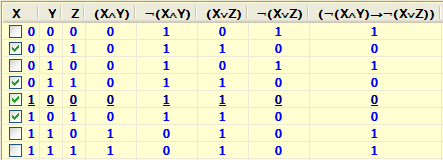 X Y Z (X∧Y) ¬(X∧Y) (X∨Z) ¬(X∨Z) (¬(X∧Y)→¬(X∨Z))
0 0 0 0 1 0 1 1
0 0 1 0 1 1 0 0
0 1 0 0 1 0 1 1
0 1 1 0 1 1 0 0
1 0 0 0 1 1 0 0
1 0 1 0 1 1 0 0
1 1 0 1 0 1 0 1
1 1 1 1 0 1 0 1